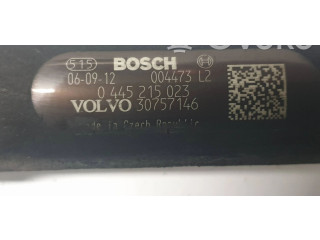 515 BOSCH
06-09-12 004473 L2
0 445 215 023
VOLVO 30757146
Made in Czech Republic